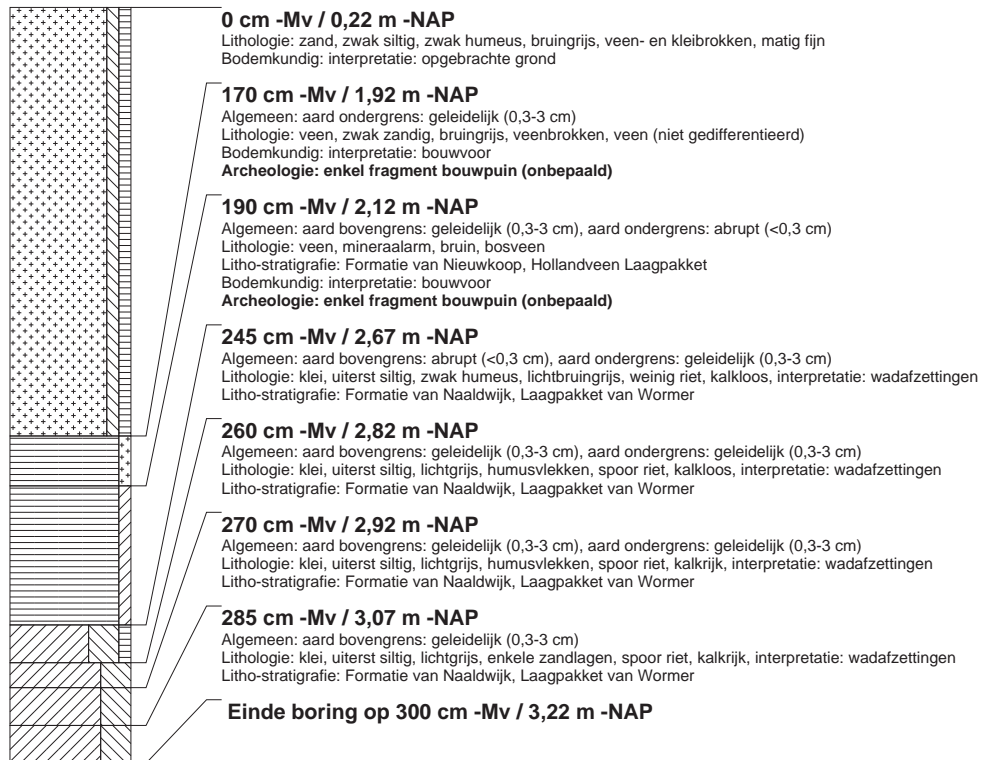 0 cm -Mv / 0,22 m -NAP
Lithologie: zand, zwak siltig, zwak humeus, bruingrijs, veen- en kleibrokken, matig fijn
Bodemkundig: interpretatie: opgebrachte grond
170 cm -Mv / 1,92 m -NAP
Algemeen: aard ondergrens: geleidelijk (0,3-3 cm)
Lithologie: veen, zwak zandig, bruingrijs, veenbrokken, veen (niet gedifferentieerd)
Bodemkundig: interpretatie: bouwvoor
Archeologie: enkel fragment bouwpuin (onbepaald)
190 cm -Mv / 2,12 m -NAP
Algemeen: aard bovengrens: geleidelijk (0,3-3 cm), aard ondergrens: abrupt (<0,3 cm)
Lithologie: veen, mineraalarm, bruin, bosveen
Litho-stratigrafie: Formatie van Nieuwkoop, Hollandveen Laagpakket
Bodemkundig: interpretatie: bouwvoor
Archeologie: enkel fragment bouwpuin (onbepaald)
245 cm -Mv / 2,67 m -NAP
Algemeen: aard bovengrens: abrupt (<0,3 cm), aard ondergrens: geleidelijk (0,3-3 cm)
Lithologie: klei, uiterst siltig, zwak humeus, lichtbruingrijs, weinig riet, kalkloos, interpretatie: wadafzettingen
Litho-stratigrafie: Formatie van Naaldwijk, Laagpakket van Wormer
260 cm -Mv / 2,82 m -NAP
Algemeen: aard bovengrens: geleidelijk (0,3-3 cm), aard ondergrens: geleidelijk (0,3-3 cm)
Lithologie: klei, uiterst siltig, lichtgrijs, humusvlekken, spoor riet, kalkloos, interpretatie: wadafzettingen
Litho-stratigrafie: Formatie van Naaldwijk, Laagpakket van Wormer
270 cm -Mv / 2,92 m -NAP
Algemeen: aard bovengrens: geleidelijk (0,3-3 cm), aard ondergrens: geleidelijk (0,3-3 cm)
Lithologie: klei, uiterst siltig, lichtgrijs, humusvlekken, spoor riet, kalkrijk, interpretatie: wadafzettingen
Litho-stratigrafie: Formatie van Naaldwijk, Laagpakket van Wormer
285 cm -Mv / 3,07 m -NAP
Algemeen: aard bovengrens: geleidelijk (0,3-3 cm)
Lithologie: klei, uiterst siltig, lichtgrijs, enkele zandlagen, spoor riet, kalkrijk, interpretatie: wadafzettingen
Litho-stratigrafie: Formatie van Naaldwijk, Laagpakket van Wormer
Einde boring op 300 cm -Mv / 3,22 m -NAP